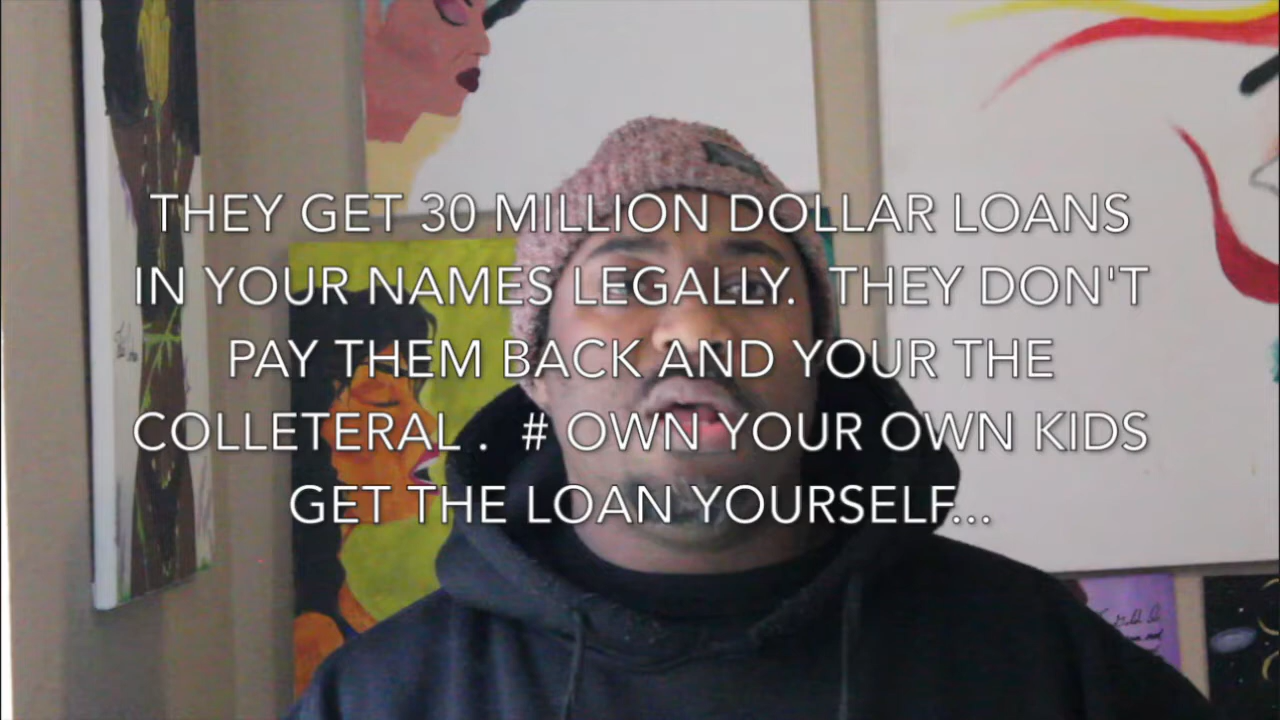 THEY GET 30 MILLION DOLLAR LOANS
IN YOUR NAMES LEGALLY. THEY DON'T
PAY THEM BACK AND YOUR THE
COLLETERAL . # OWN YOUR OWN KIDS
GET THE LOAN YOURSELF...